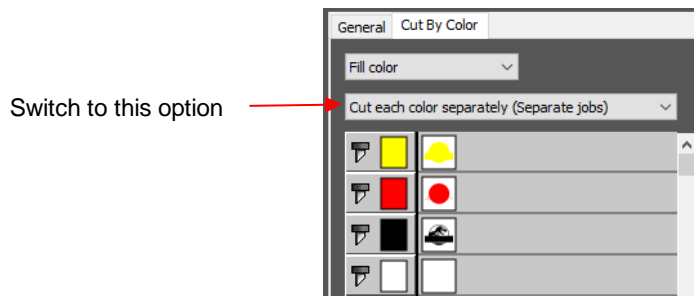 General Cut By Color
Fill color
Switch to this option
Cut each color separately (Separate jobs)